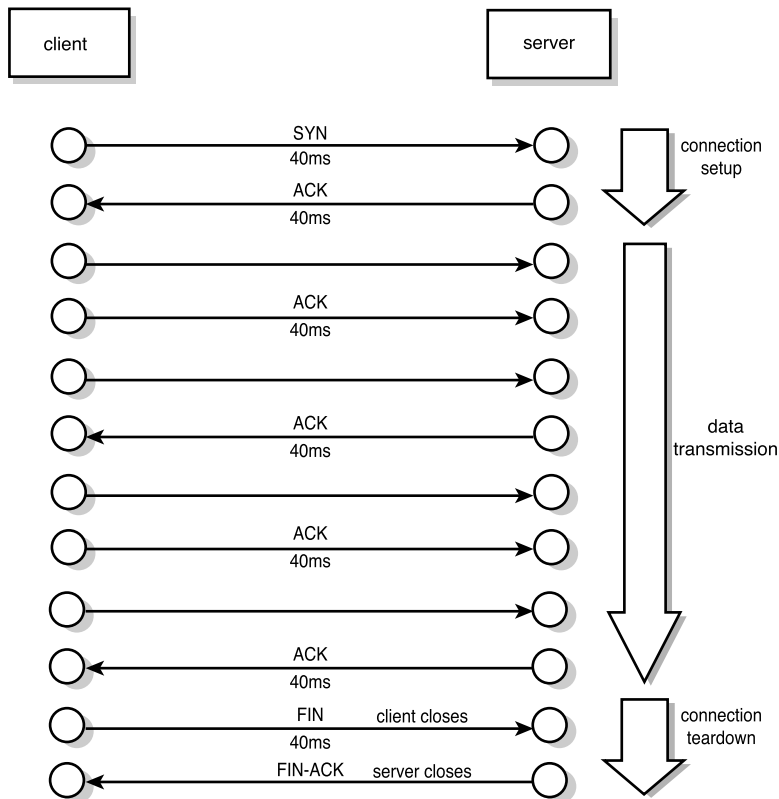 client
server
SYN
40ms
connection
setup
ACK
40ms
ACK
40ms
ACK
40ms
data
transmission
ACK
40ms
ACK
40ms
FIN client closes
40ms
connection
teardown
FIN-ACK server closes